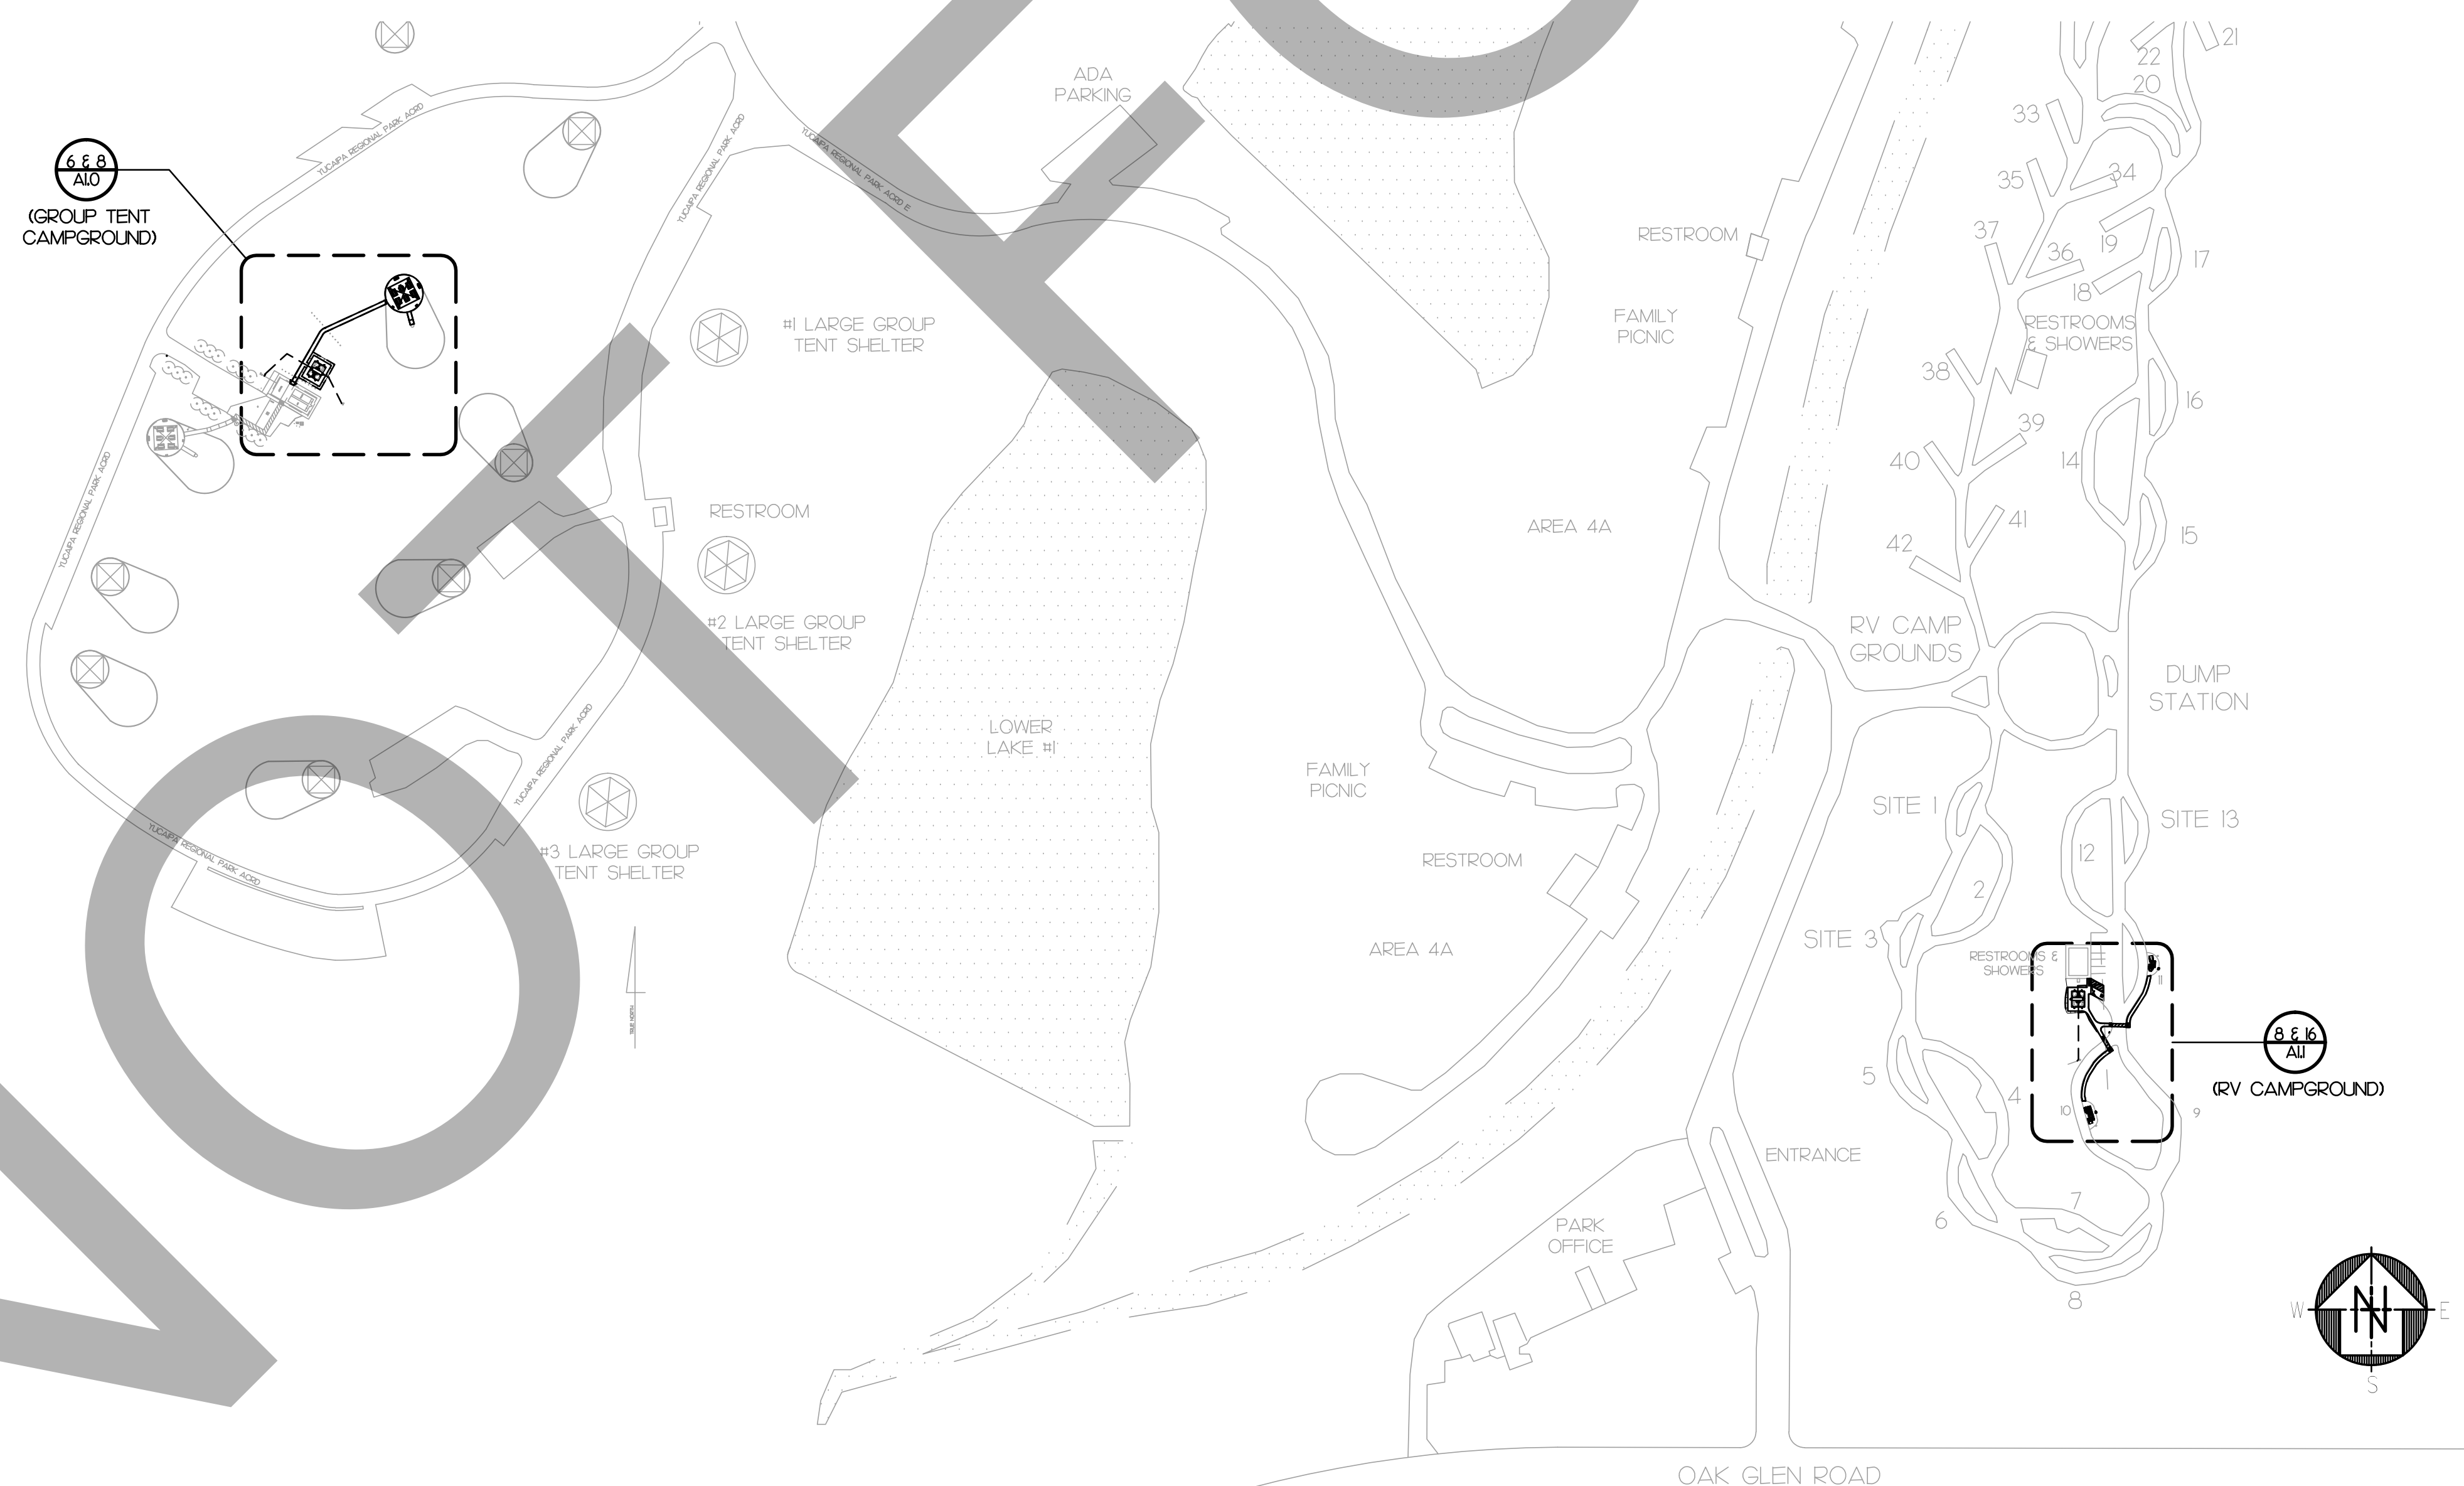 6 & 8
A1.0
(GROUP TENT
CAMPGROUND)
YUCAIPA REGIONAL PARK ACRD
YUCAIPA REGIONAL PARK ACRD
YUCAIPA REGIONAL PARK ACRD E
ADA
PARKING
#1 LARGE GROUP
TENT SHELTER
YUCAIPA REGIONAL PARK ACRD
RESTROOM
#2 LARGE GROUP
TENT SHELTER
YUCAIPA REGIONAL PARK ACRD
YUCAIPA REGIONAL PARK ACRD
#3 LARGE GROUP
TENT SHELTER
TRUE NORTH
LOWER
LAKE #1
RESTROOM
FAMILY
PICNIC
AREA 4A
FAMILY
PICNIC
RESTROOM
AREA 4A
PARK
OFFICE
ENTRANCE
OAK GLEN ROAD
21
22
20
33
34
35
19
37
36
17
18
RESTROOMS
& SHOWERS
38
16
39
40
14
41
15
42
RV CAMP
GROUNDS
DUMP
STATION
SITE 1
SITE 13
12
2
SITE 3
RESTROOMS &
SHOWERS
11
5
4
10
9
7
6
8
8 & 16
A1.1
(RV CAMPGROUND)
N
W
E
S